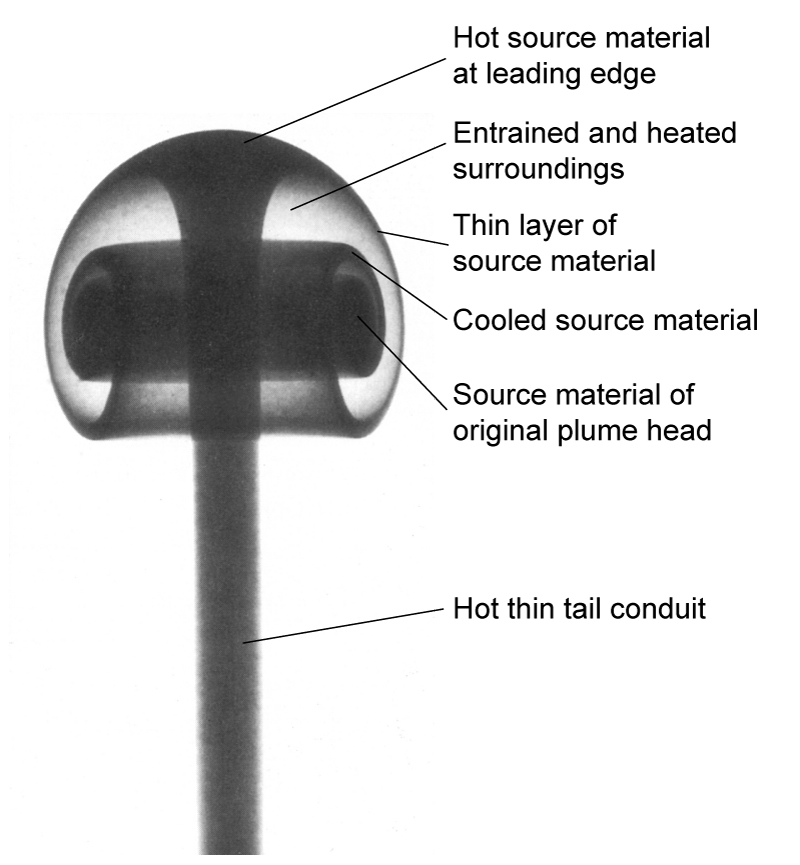 Hot source material
at leading edge
Entrained and heated
surroundings
Thin layer of
source material
Cooled source material
Source material of
original plume head
Hot thin tail conduit